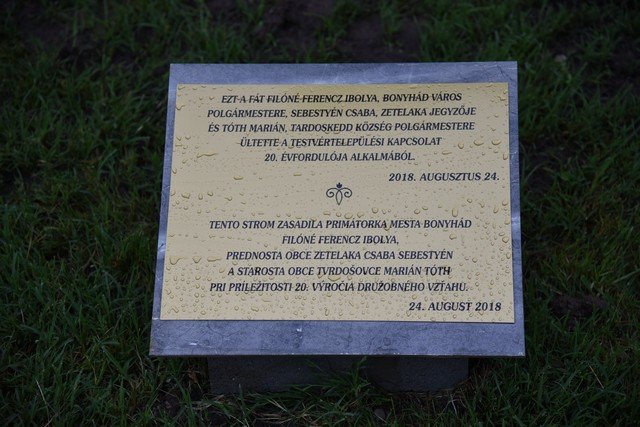 EZT A FÁT FILÓNÉ FERENCZ IBOLYA, BONYHÁD VÁROS
POLGÁRMESTERE, SEBESTYÉN CSABA, ZETELAKA JEGYZŐJE
ÉS TÓTH MARIÁN, TARDOSKEDD KÖZSÉG POLGÁRMESTERE
ÜLTETTE A TESTVÉRTELEPÜLÉSI KAPCSOLAT
20. ÉVFORDULÓJA ALKALMÁBÓL.
2018. AUGUSZTUS 24.
TENTO STROM ZASADILA PRIMÁTORKA MESTA BONYHÁD
FILÓNÉ FERENCZ IBOLYA,
PREDNOSTA OBCE ZETELAKA CSABA SEBESTYÉN
A STAROSTA OBCE TVRDOŠOVCE MARIÁN TÓTH
PRI PRÍLEŽITOSTI 20. VÝROČIA DRUŽOBNÉHO VZŤAHU.
24. AUGUST 2018